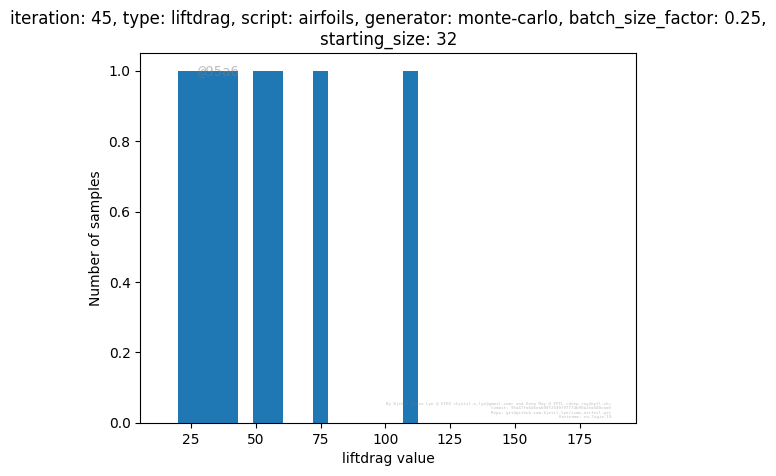 iteration: 45, type: liftdrag, script: airfoils, generator: monte-carlo, batch_size_factor: 0.25,
starting_size: 32
@95a6
1.0
0.8
0.6
0.4
0.2
0.0
Number of samples
25 50 75 100 125 150 175
liftdrag value